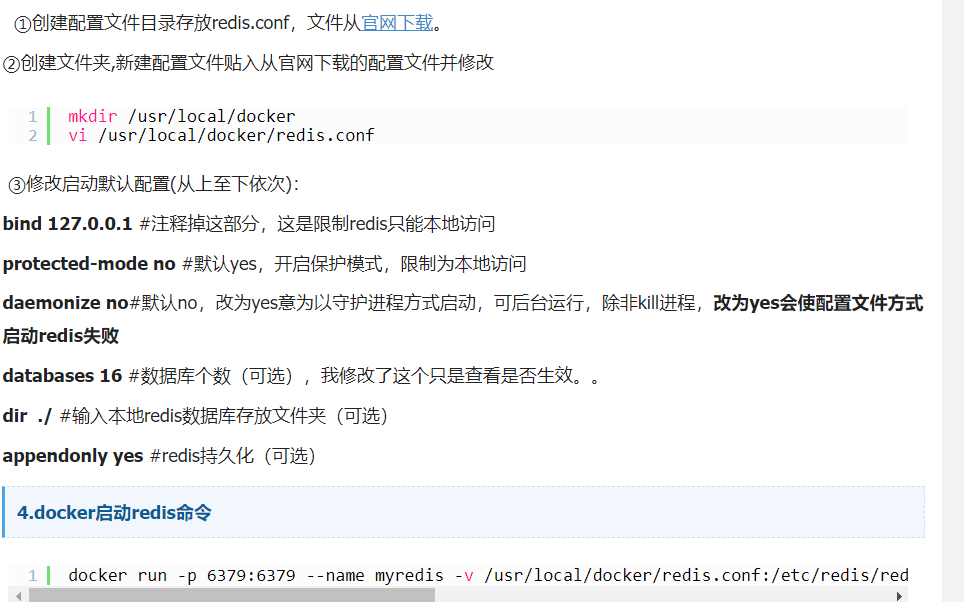 ①创建配置文件目录存放redis.conf，文件从官网下载。
②创建文件夹,新建配置文件贴入从官网下载的配置文件并修改
1 mkdir /usr/local/docker
2 vi /usr/local/docker/redis.conf
③修改启动默认配置(从上至下依次)：
bind 127.0.0.1 #注释掉这部分，这是限制redis只能本地访问
protected-mode no #默认yes，开启保护模式，限制为本地访问
daemonize no#默认no，改为yes意为以守护进程方式启动，可后台运行，除非kill进程，改为yes会使配置文件方式
启动redis失败
databases 16 #数据库个数（可选），我修改了这个只是查看是否生效。。
dir ./ #输入本地redis数据库存放文件夹（可选）
appendonly yes #redis持久化（可选）
4.docker启动redis命令
1 docker run -p 6379:6379 --name myredis -v /usr/local/docker/redis.conf:/etc/redis/red